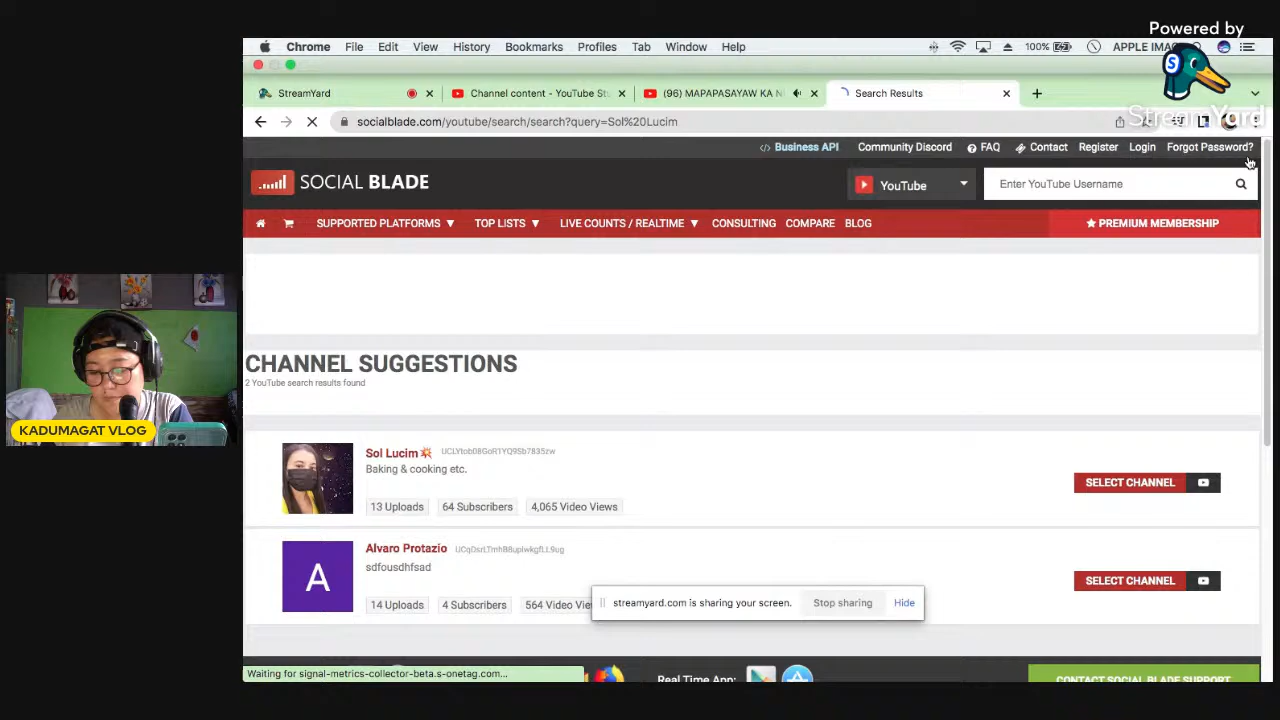 Powered by
StreamYard
Chrome File Edit View History Bookmarks Profiles Tab Window Help
100%
StreamYard
Channel content - YouTube St
(96) MAPAPASAYAW KA N
Search Results
socialblade.com/youtube/search/search?query=Sol%20Lucim
Business API Community Discord FAQ Contact Register Login Forgot Password?
SOCIAL BLADE
YouTube
Enter YouTube Username
SUPPORTED PLATFORMS TOP LISTS LIVE COUNTS / REALTIME CONSULTING COMPARE BLOG
PREMIUM MEMBERSHIP
CHANNEL SUGGESTIONS
2 YouTube search results found
Sol Lucim
Baking & cooking etc.
13 Uploads 64 Subscribers 4,065 Video Views
SELECT CHANNEL
A
Alvaro Protazio
sdfousdhfsad
14 Uploads 4 Subscribers 564 Video
SELECT CHANNEL
streamyard.com is sharing your screen. Stop sharing Hide
Waiting for signal-metrics-collector-beta.s-onetag.com...
Real Time App:
CONTACT SOCIAL BLADE SUPPORT
KADUMAGAT VLOG